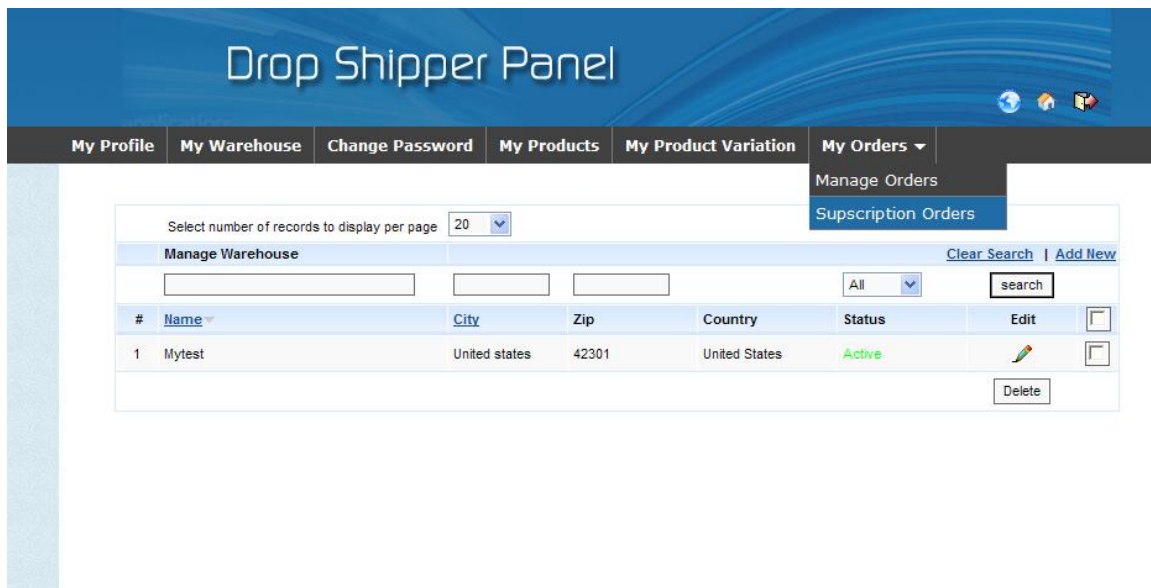 Drop Shipper Panel
applications
My Profile My Warehouse Change Password My Products My Product Variation My Orders
Manage Orders
Supscription Orders
Select number of records to display per page 20
Manage Warehouse Clear Search | Add New
All search
# Name City Zip Country Status Edit
1 Mytest United states 42301 United States Active
Delete